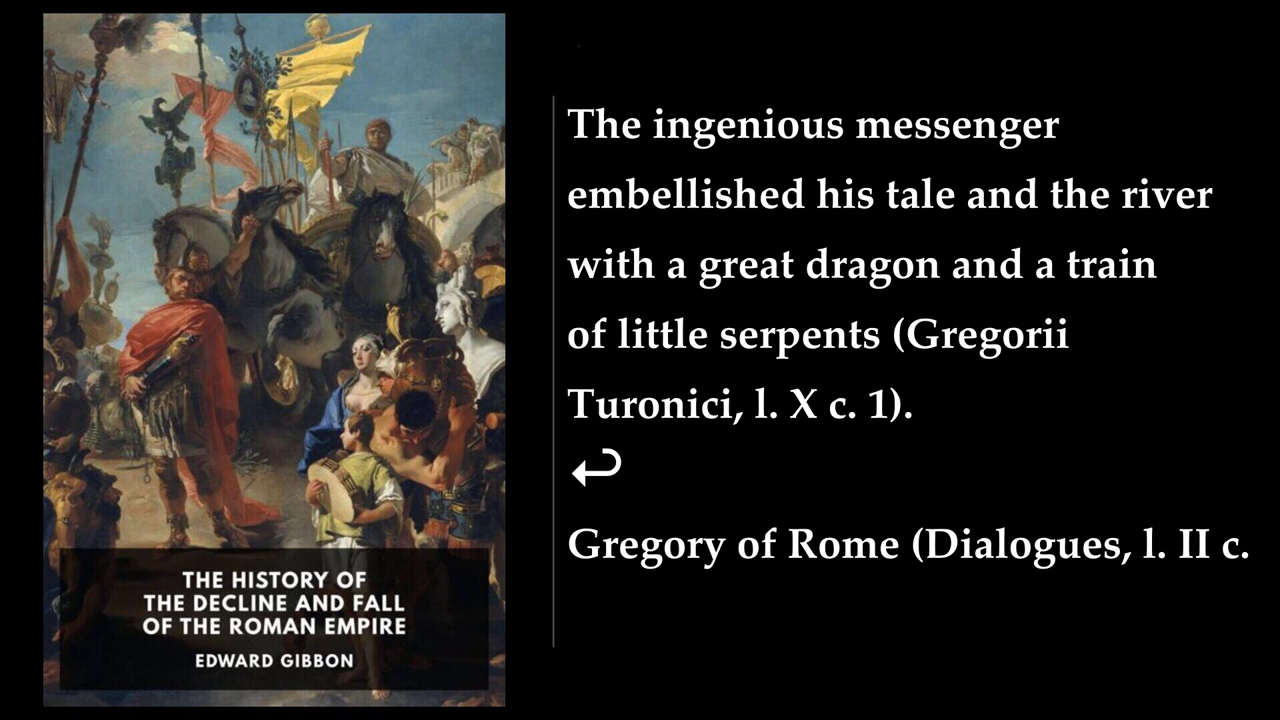 THE HISTORY OF
THE DECLINE AND FALL
OF THE ROMAN EMPIRE
EDWARD GIBBON
The ingenious messenger
embellished his tale and the river
with a great dragon and a train
of little serpents (Gregorii
Turonici, l. X c. 1).
↩
Gregory of Rome (Dialogues, l. II c.